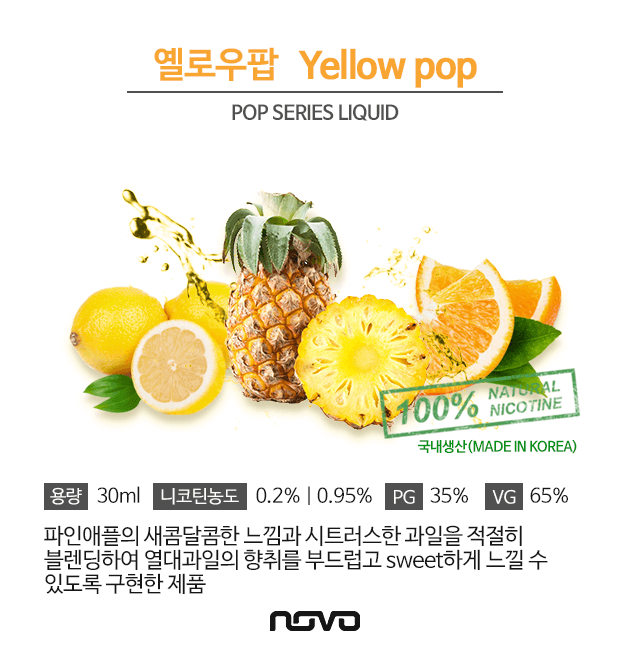 옐로우팝 Yellow pop
POP SERIES LIQUID
100% NATURAL NICOTINE
국내생산(MADE IN KOREA)
용량 30ml 니코틴농도 0.2% | 0.95% PG 35% VG 65%
파인애플의 새콤달콤한 느낌과 시트러스한 과일을 적절히
블렌딩하여 열대과일의 향취를 부드럽고 sweet하게 느낄 수
있도록 구현한 제품
novo